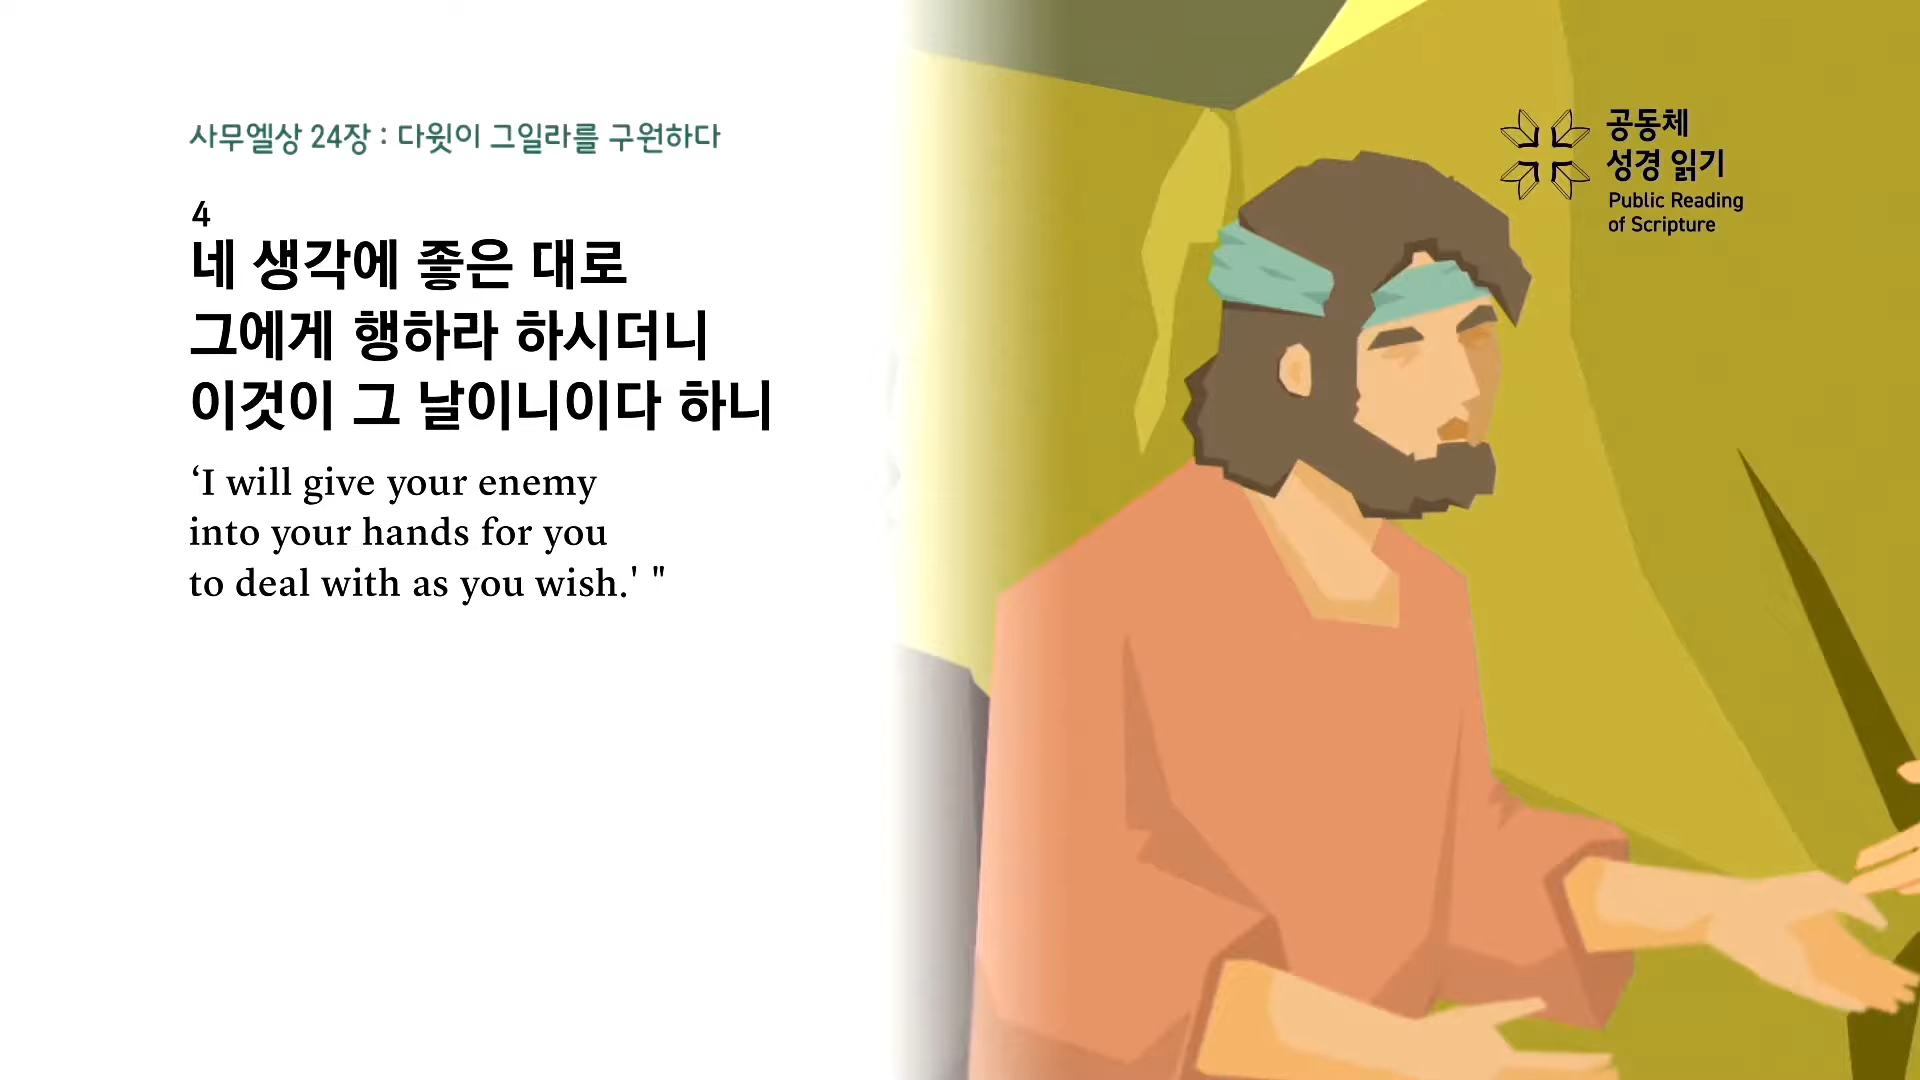 사무엘상 24장 : 다윗이 그일라를 구원하다
4
네 생각에 좋은 대로
그에게 행하라 하시더니
이것이 그 날이니이다 하니
‘I will give your enemy
into your hands for you
to deal with as you wish.' "
공동체
성경 읽기
Public Reading
of Scripture